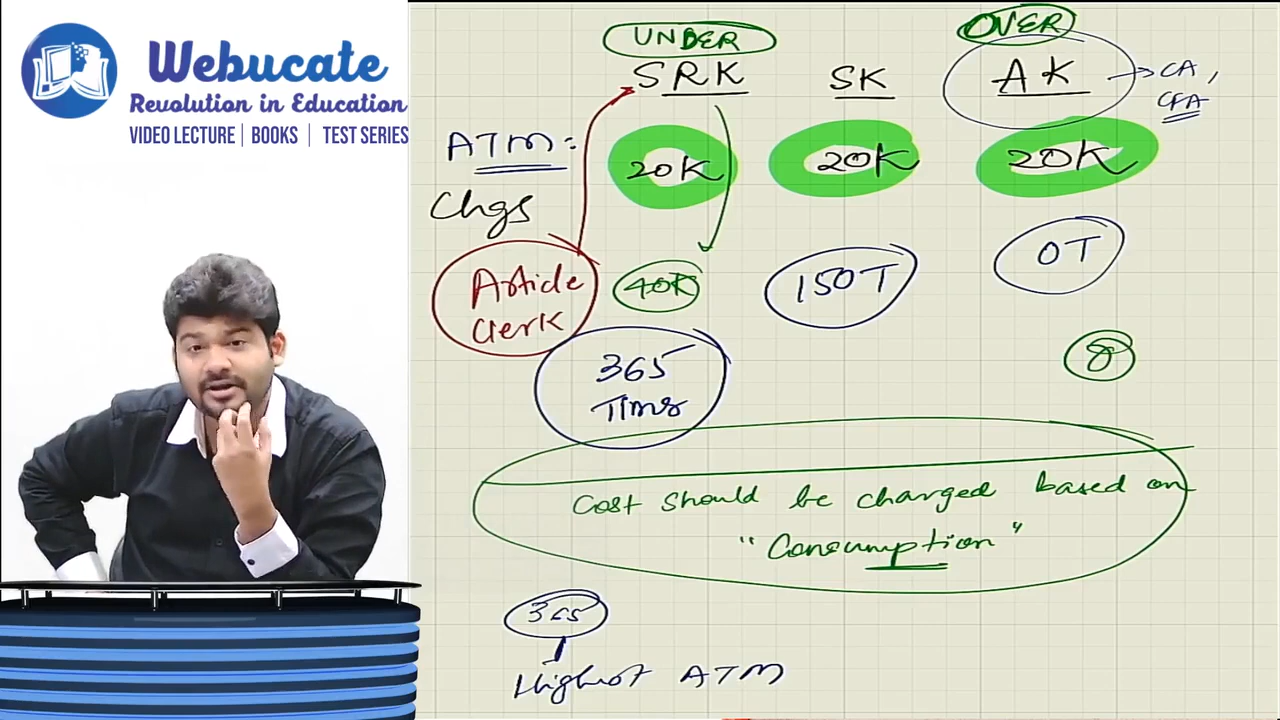 Webucate
Revolution in Education
VIDEO LECTURE | BOOKS | TEST SERIES
UNDER
OVER
SRK
SK
AK
CA,
CFA
ATM:
Chgs
20K
20K
20K
Article
Clerk
40K
150T
0T
365
Times
8
Cost should be charged based on
"Consumption"
365
Highest ATM